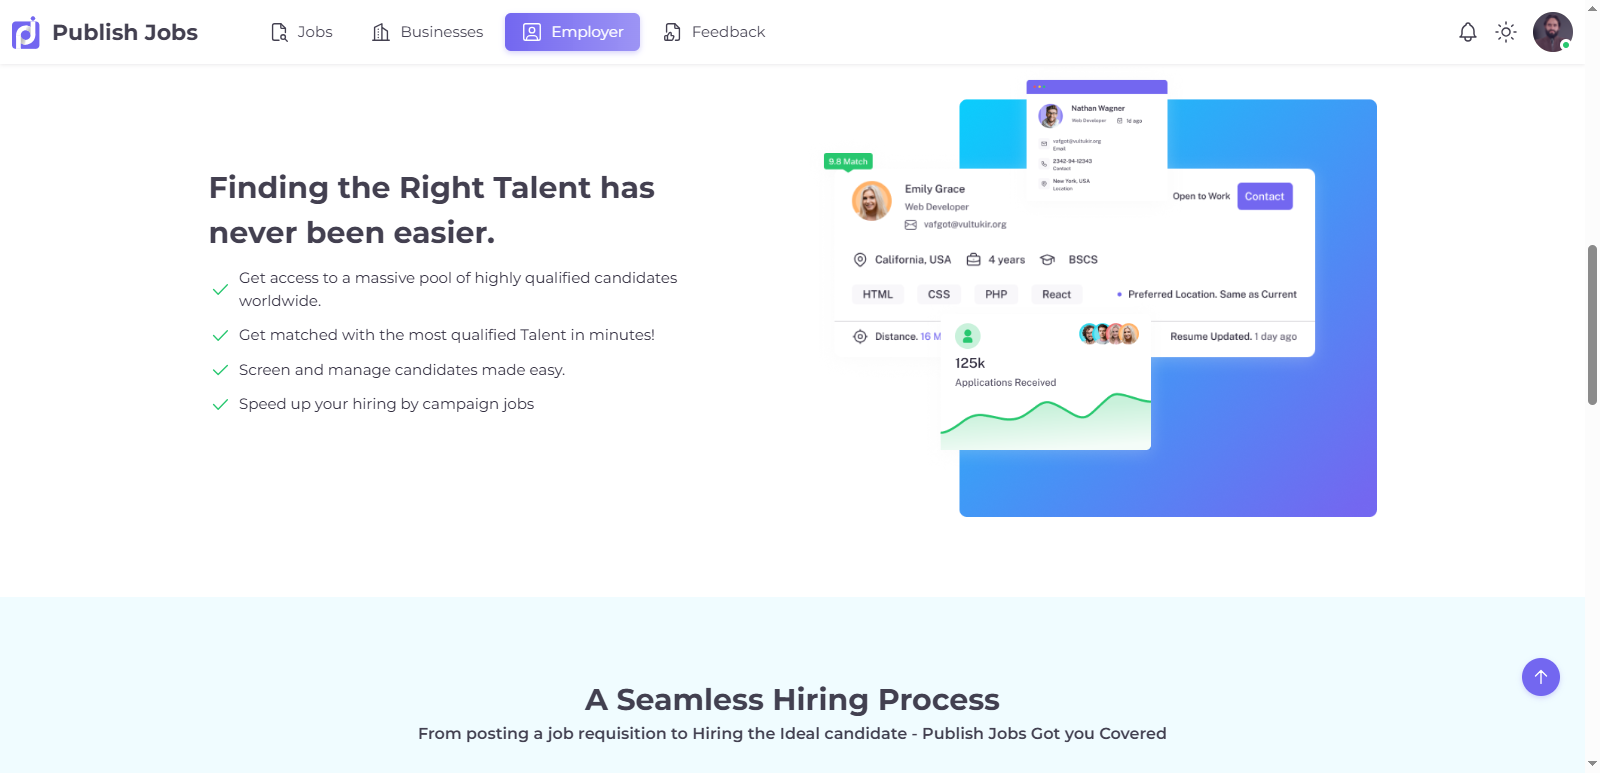 Publish Jobs
Jobs
Businesses
Employer
Feedback
Finding the Right Talent has
never been easier.
Get access to a massive pool of highly qualified candidates
worldwide.
Get matched with the most qualified Talent in minutes!
Screen and manage candidates made easy.
Speed up your hiring by campaign jobs
Nathan Wagner
Web Developer
1d ago
vafgot@vultukir.org
Email
2342-94-12343
Contact
New York, USA
Location
9.8 Match
Emily Grace
Web Developer
vafgot@vultukir.org
Open to Work
Contact
California, USA
4 years
BSCS
HTML
CSS
PHP
React
Preferred Location. Same as Current
Distance. 16 M
Resume Updated. 1 day ago
125k
Applications Received
A Seamless Hiring Process
From posting a job requisition to Hiring the Ideal candidate - Publish Jobs Got you Covered